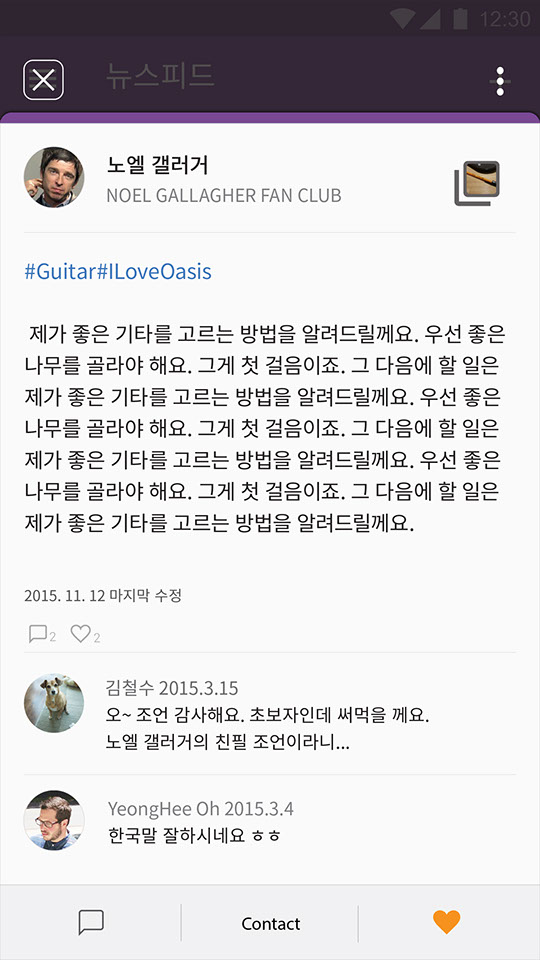 12:30
뉴스피드
노엘 갤러거
NOEL GALLAGHER FAN CLUB
#Guitar#ILoveOasis
제가 좋은 기타를 고르는 방법을 알려드릴께요. 우선 좋은
나무를 골라야 해요. 그게 첫 걸음이죠. 그 다음에 할 일은
제가 좋은 기타를 고르는 방법을 알려드릴께요. 우선 좋은
나무를 골라야 해요. 그게 첫 걸음이죠. 그 다음에 할 일은
제가 좋은 기타를 고르는 방법을 알려드릴께요. 우선 좋은
나무를 골라야 해요. 그게 첫 걸음이죠. 그 다음에 할 일은
제가 좋은 기타를 고르는 방법을 알려드릴께요.
2015. 11. 12 마지막 수정
2 2
김철수 2015.3.15
오~ 조언 감사해요. 초보자인데 써먹을 께요.
노엘 갤러거의 친필 조언이라니...
YeongHee Oh 2015.3.4
한국말 잘하시네요 ㅎㅎ
Contact